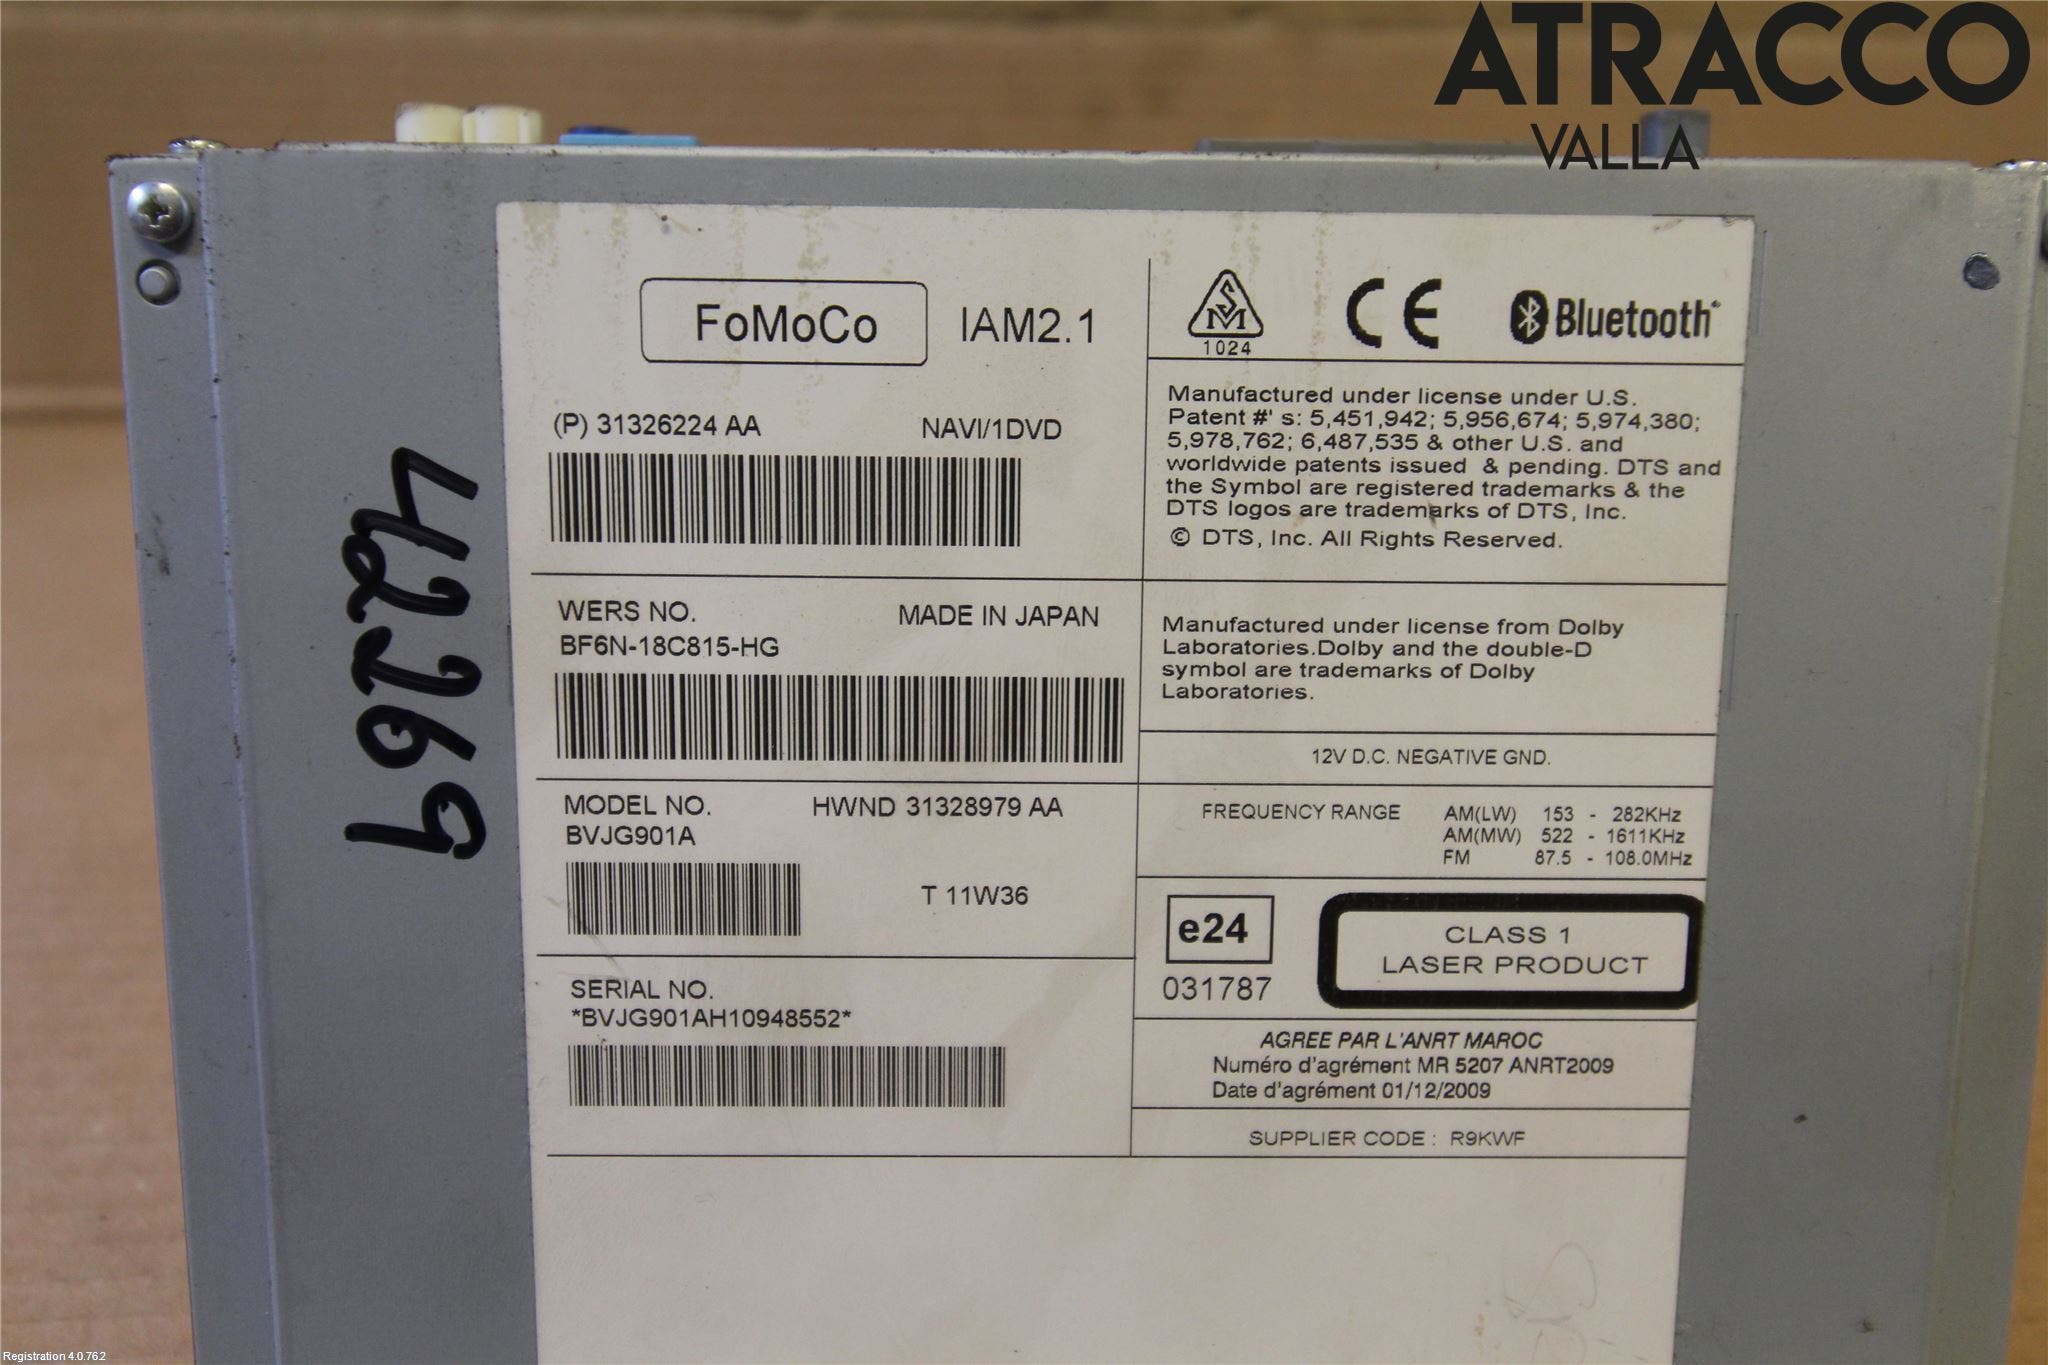 ATRACCO
VALLA
FoMoCo IAM2.1
(P) 31326224 AA NAVI/1DVD
WERS NO. MADE IN JAPAN
BF6N-18C815-HG
MODEL NO. HWND 31328979 AA
BVJG901A
T 11W36
SERIAL NO.
*BVJG901AH10948552*
S
M
1024
CE Bluetooth
Manufactured under license under U.S.
Patent #' s: 5,451,942; 5,956,674; 5,974,380;
5,978,762; 6,487,535 & other U.S. and
worldwide patents issued & pending. DTS and
the Symbol are registered trademarks & the
DTS logos are trademarks of DTS, Inc.
© DTS, Inc. All Rights Reserved.
Manufactured under license from Dolby
Laboratories.Dolby and the double-D
symbol are trademarks of Dolby
Laboratories.
12V D.C. NEGATIVE GND.
FREQUENCY RANGE AM(LW) 153 - 282KHz
AM(MW) 522 - 1611KHz
FM 87.5 - 108.0MHz
e24
031787
CLASS 1
LASER PRODUCT
AGREE PAR L'ANRT MAROC
Numéro d'agrément MR 5207 ANRT2009
Date d'agrément 01/12/2009
SUPPLIER CODE : R9KWF
Registration 4.0.762